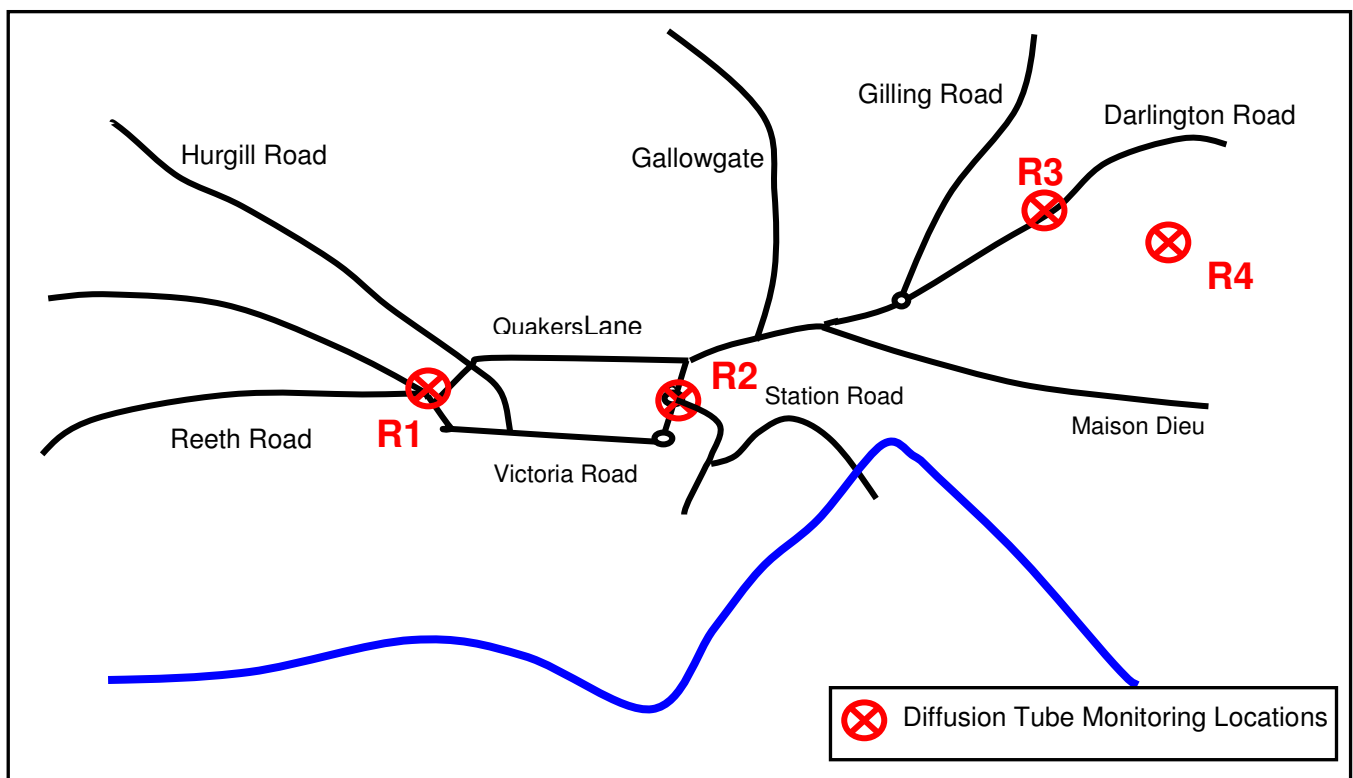 Gilling Road
Darlington Road
Hurgill Road
Gallowgate
R3
R4
QuakersLane
R2
Station Road
R1
Reeth Road
Maison Dieu
Victoria Road
Diffusion Tube Monitoring Locations